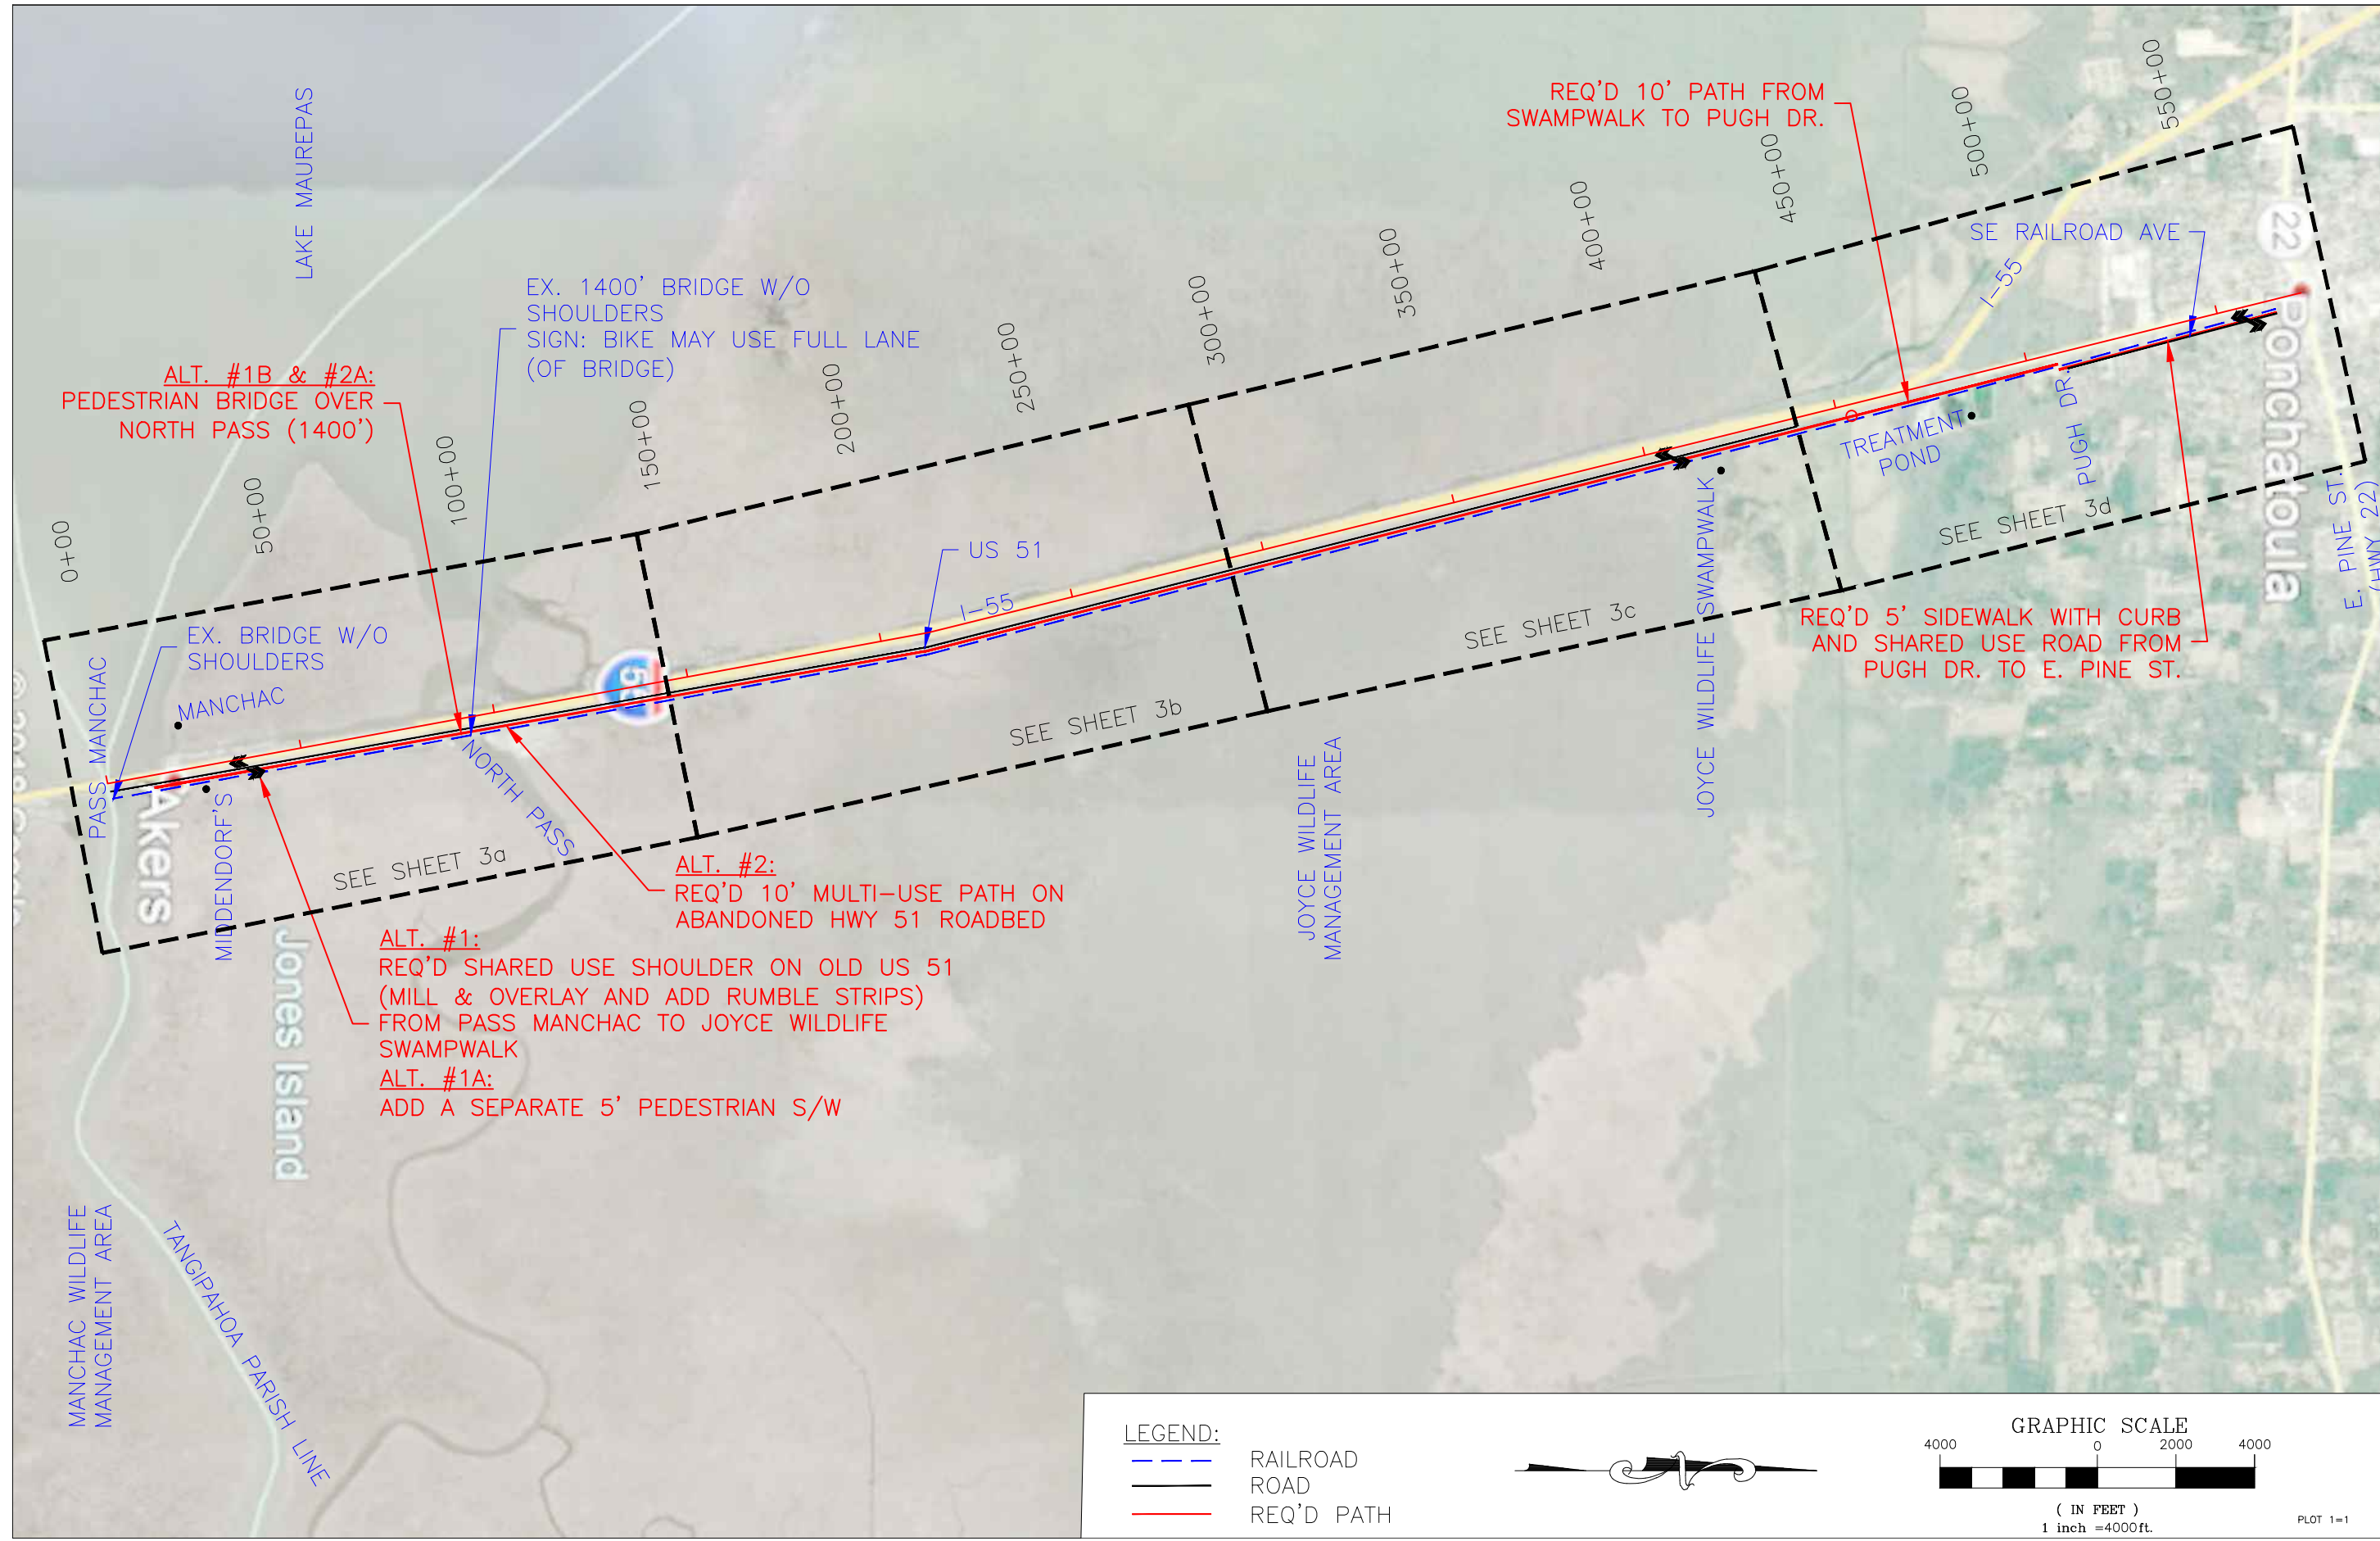 LAKE MAUREPAS
0+00
50+00
100+00
150+00
200+00
250+00
300+00
350+00
400+00
450+00
500+00
550+00
REQ'D 10' PATH FROM
SWAMPWALK TO PUGH DR.
SE RAILROAD AVE
I-55
22
Ponchatoula
EX. 1400' BRIDGE W/O
SHOULDERS
SIGN: BIKE MAY USE FULL LANE
(OF BRIDGE)
ALT. #1B & #2A:
PEDESTRIAN BRIDGE OVER
NORTH PASS (1400')
TREATMENT
POND
PUGH DR.
E. PINE ST.
(HWY 22)
SEE SHEET 3d
US 51
I-55
55
EX. BRIDGE W/O
SHOULDERS
MANCHAC
PASS MANCHAC
Akers
MIDDENDORF'S
NORTH PASS
SEE SHEET 3a
SEE SHEET 3b
SEE SHEET 3c
JOYCE WILDLIFE SWAMPWALK
REQ'D 5' SIDEWALK WITH CURB
AND SHARED USE ROAD FROM
PUGH DR. TO E. PINE ST.
JOYCE WILDLIFE
MANAGEMENT AREA
ALT. #2:
REQ'D 10' MULTI-USE PATH ON
ABANDONED HWY 51 ROADBED
ALT. #1:
REQ'D SHARED USE SHOULDER ON OLD US 51
(MILL & OVERLAY AND ADD RUMBLE STRIPS)
FROM PASS MANCHAC TO JOYCE WILDLIFE
SWAMPWALK
ALT. #1A:
ADD A SEPARATE 5' PEDESTRIAN S/W
Jones Island
MANCHAC WILDLIFE
MANAGEMENT AREA
TANGIPAHOA PARISH LINE
LEGEND:
RAILROAD
ROAD
REQ'D PATH
GRAPHIC SCALE
4000 0 2000 4000
( IN FEET )
1 inch =4000ft.
PLOT 1=1